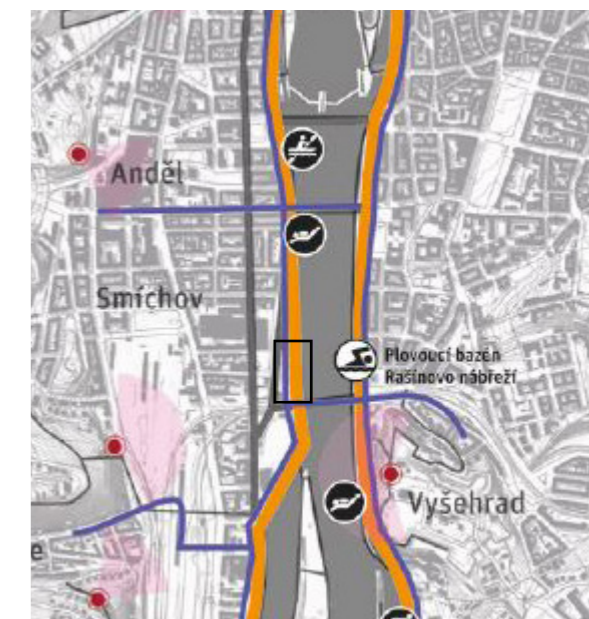 Anděl
Smíchov
Plovoucí bazén
Rašínovo nábřeží
Vyšehrad
e